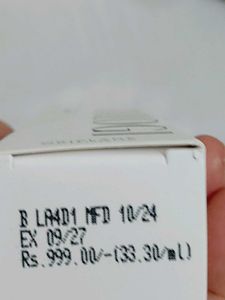 B LA4D1 MFD 10/24
EX 09/27
Rs.999.00/-(33.30/ml)